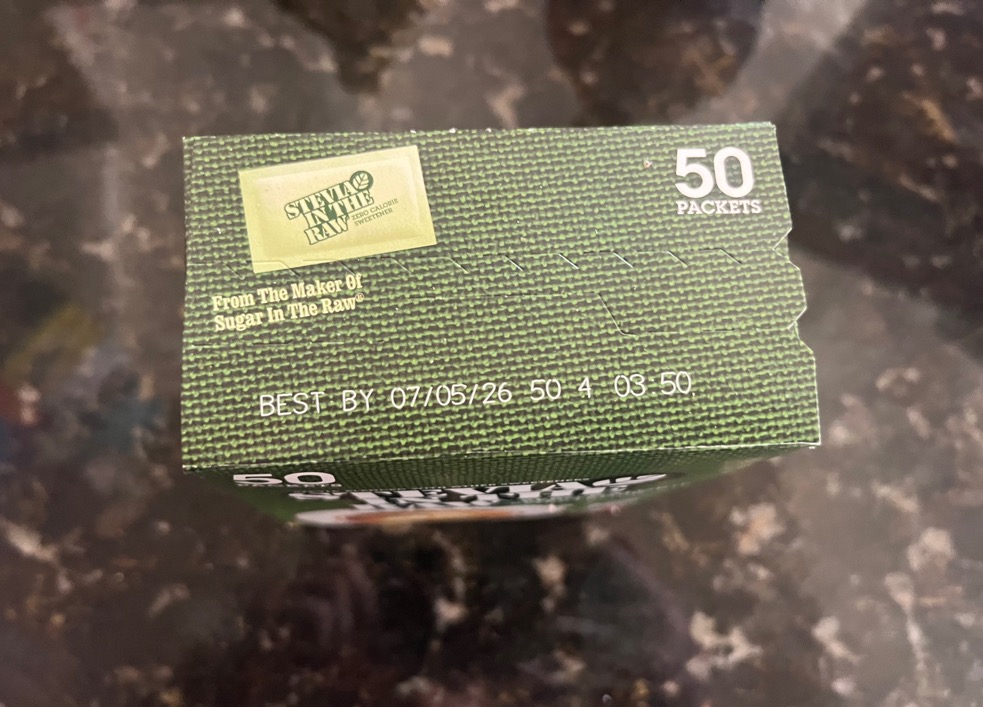 STEVIA
IN THE
RAW
ZERO CALORIE
SWEETENER
50
PACKETS
From The Maker Of
Sugar In The Raw®
BEST BY 07/05/26 50 4 03 50
50